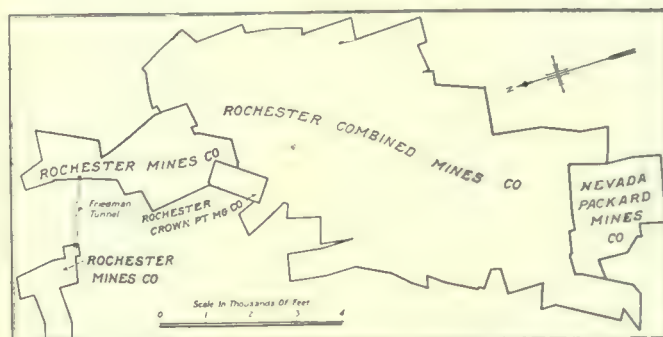 N
ROCHESTER COMBINED MINES CO
ROCHESTER MINES CO
NEVADA
PACKARD
MINES
CO
Friedman
Tunnel
ROCHESTER
CROWN PT MG CO
ROCHESTER
MINES CO
Scale In Thousands Of Feet
0 1 2 3 4